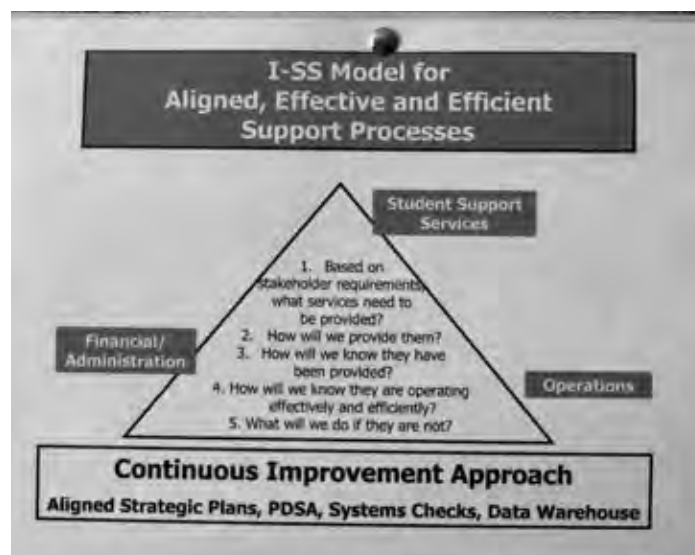 I-SS Model for
Aligned, Effective and Efficient
Support Processes
Student Support
Services
1. Based on
stakeholder requirements,
what services need to
be provided?
2. How will we provide them?
3. How will we know they have
been provided?
4. How will we know they are operating
effectively and efficiently?
5. What will we do if they are not?
Financial/
Administration
Operations
Continuous Improvement Approach
Aligned Strategic Plans, PDSA, Systems Checks, Data Warehouse